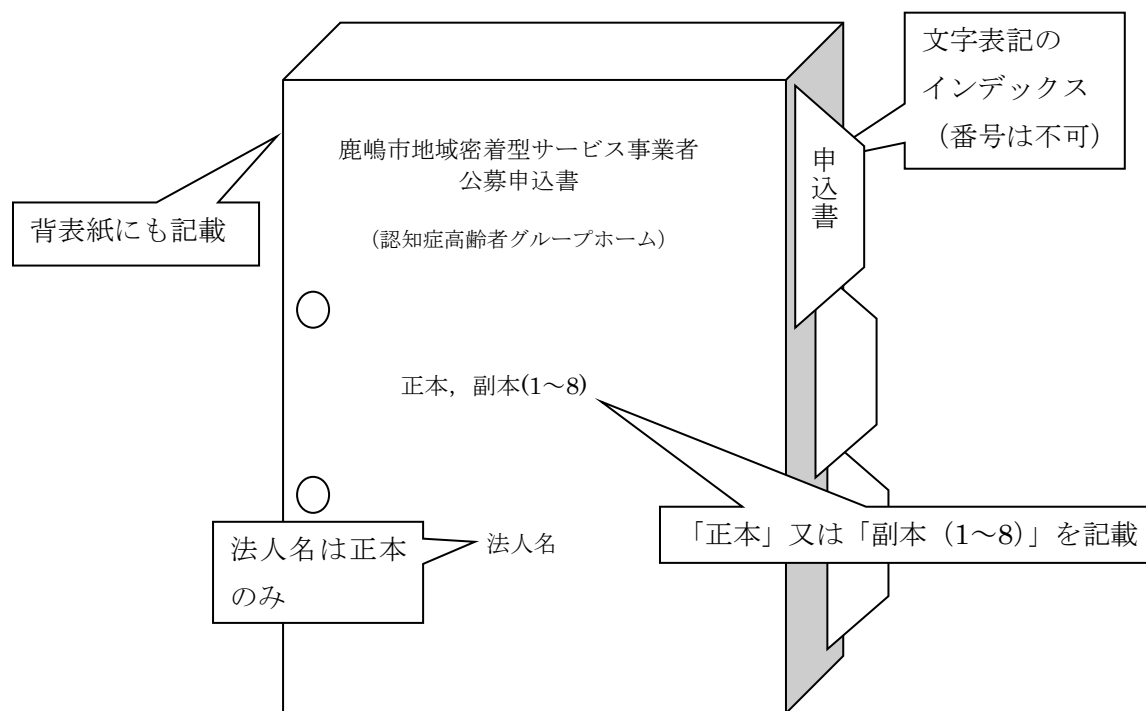 文字表記の
インデックス
(番号は不可)
鹿嶋市地域密着型サービス事業者
公募申込書
(認知症高齢者グループホーム)
申込書
背表紙にも記載
正本，副本(1～8)
「正本」又は「副本（1～8）」を記載
法人名は正本
のみ
法人名